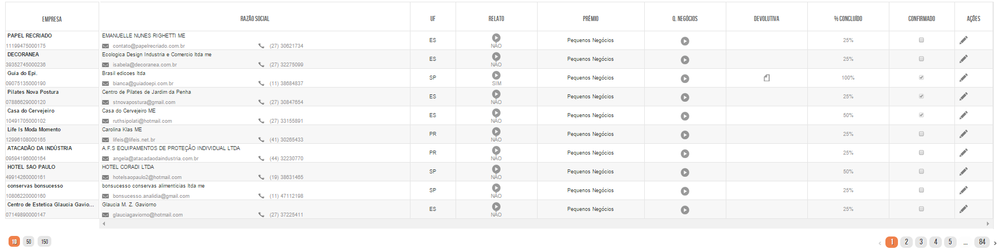 EMPRESA RAZÃO SOCIAL UF RELATO PRÊMIO Q. NEGÓCIOS DEVOLUTIVA % CONCLUÍDO CONFIRMADO AÇÕES
PAPEL RECRIADO EMANUELLE NUNES RIGHETTI ME ES Pequenos Negócios 25%
11199475000175 contato@papelrecriado.com.br (27) 30621734 NÃO
DECORANEA Ecologica Design Industria e Comercio ltda me ES Pequenos Negócios 25%
39352745000236 isabela@decoranea.com.br (27) 32275099 NÃO
Guia do Epi. Brasil edicoes ltda SP Pequenos Negócios 100%
09075135000190 bianca@guiadoepi.com.br (11) 38684837 SIM
Pilates Nova Postura Centro de Pilates de Jardim da Penha ES Pequenos Negócios 25%
07886629000120 stnovapostura@gmail.com (27) 30847654 NÃO
Casa do Cervejeiro Casa do Cervejeiro ME ES Pequenos Negócios 50%
10491705000102 ruthsipolati@hotmail.com (27) 33155891 NÃO
Life Is Moda Momento Carolina Klas ME PR Pequenos Negócios 25%
12996108000165 lifeis@lifeis.net.br (41) 30265433 NÃO
ATACADÃO DA INDÚSTRIA A.F.S EQUIPAMENTOS DE PROTEÇÃO INDIVIDUAL LTDA PR Pequenos Negócios 25%
09594196000164 angela@atacadaodaindustria.com.br (44) 32230770 NÃO
HOTEL SAO PAULO HOTEL CORADI LTDA SP Pequenos Negócios 50%
49914260000161 hotelsaopaulo2@hotmail.com (19) 38631465 NÃO
conservas bonsucesso bonsucesso conservas alimenticias ltda me SP Pequenos Negócios 25%
10806220000160 bonsucesso.analidia@gmail.com (11) 47112198 NÃO
Centro de Estetica Glaucia Gavio... Glaucia M. Z. Gaviorno ES Pequenos Negócios 25%
07149890000147 glauciagaviorno@hotmail.com (27) 37225411 NÃO
10 50 150 ‹ 1 2 3 4 5 ... 84 ›